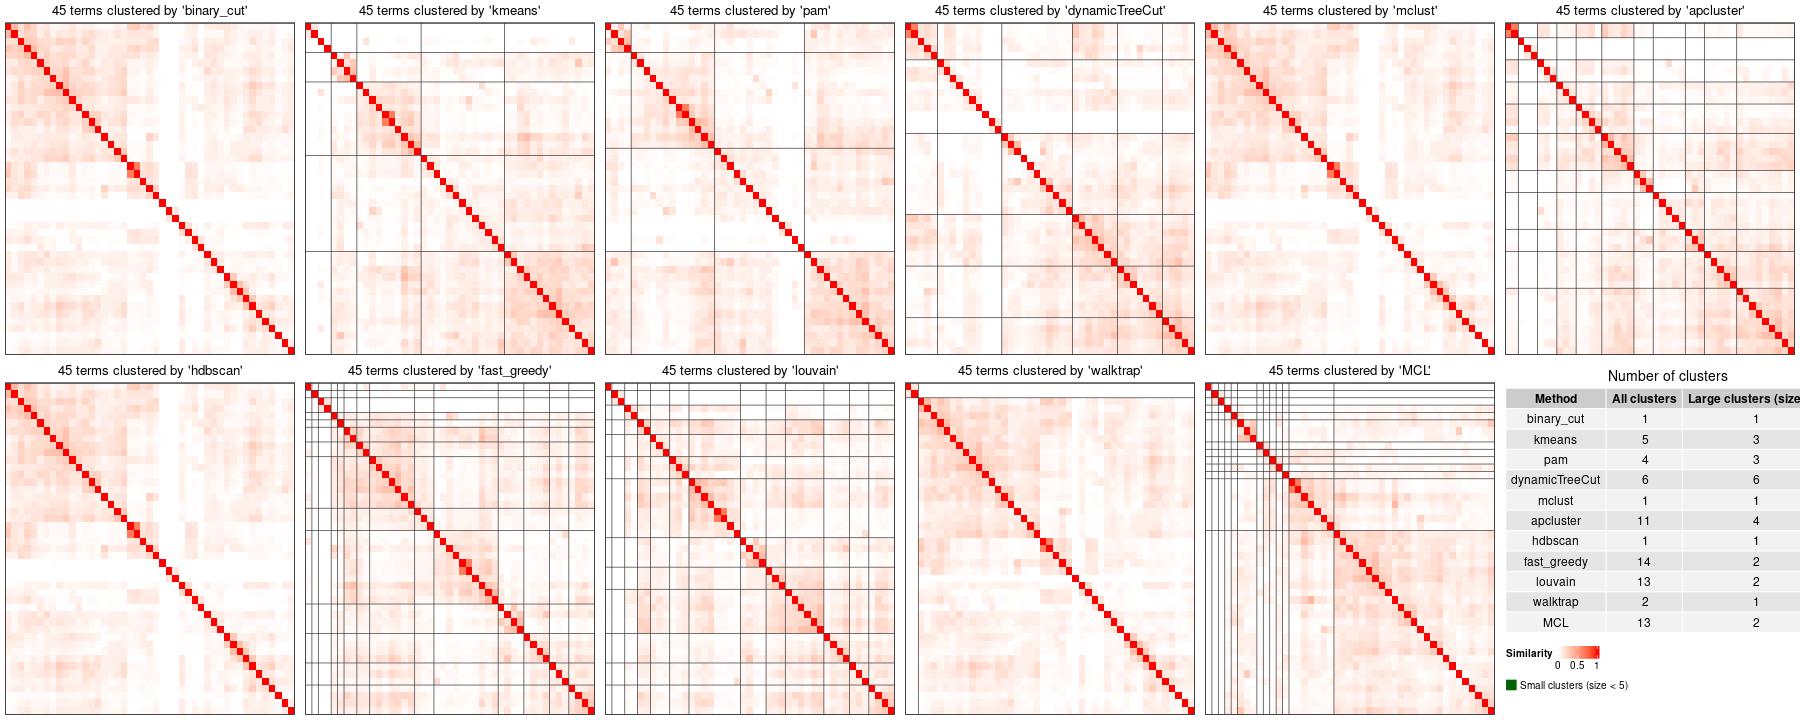 45 terms clustered by 'binary_cut'
45 terms clustered by 'kmeans'
45 terms clustered by 'pam'
45 terms clustered by 'dynamicTreeCut'
45 terms clustered by 'mclust'
45 terms clustered by 'apcluster'
45 terms clustered by 'hdbscan'
45 terms clustered by 'fast_greedy'
45 terms clustered by 'louvain'
45 terms clustered by 'walktrap'
45 terms clustered by 'MCL'
Number of clusters
Method All clusters Large clusters (size
binary_cut 1 1
kmeans 5 3
pam 4 3
dynamicTreeCut 6 6
mclust 1 1
apcluster 11 4
hdbscan 1 1
fast_greedy 14 2
louvain 13 2
walktrap 2 1
MCL 13 2
Similarity
0 0.5 1
Small clusters (size < 5)